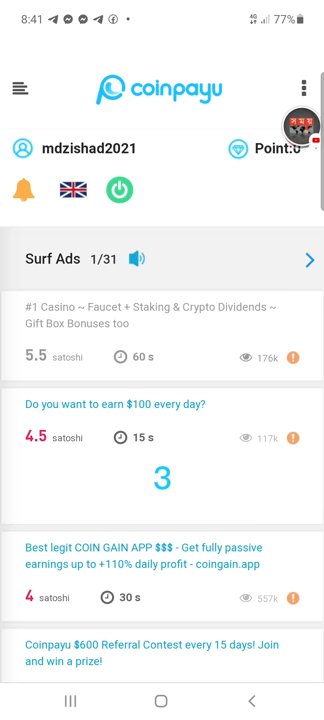 8:41
4G
77%
coinpayu
mdzishad2021
Point:0
Surf Ads 1/31
#1 Casino ~ Faucet + Staking & Crypto Dividends ~
Gift Box Bonuses too
5.5 satoshi
60 s
176k
Do you want to earn $100 every day?
4.5 satoshi
15 s
117k
3
Best legit COIN GAIN APP $$$ - Get fully passive
earnings up to +110% daily profit - coingain.app
4 satoshi
30 s
557k
Coinpayu $600 Referral Contest every 15 days! Join
and win a prize!